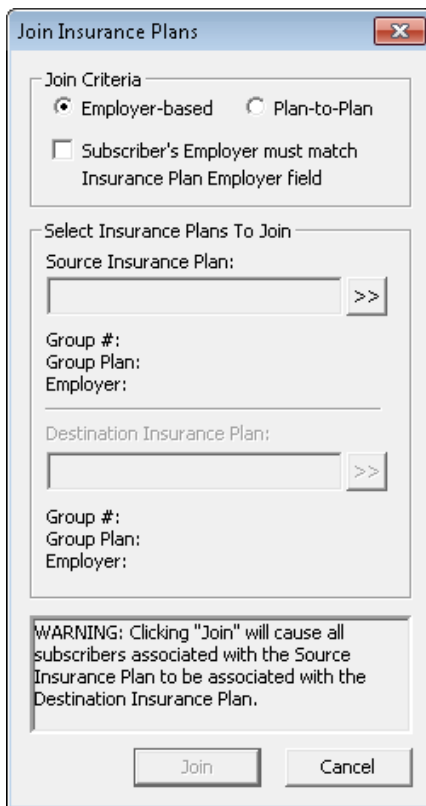 Join Insurance Plans
Join Criteria
Employer-based Plan-to-Plan
Subscriber's Employer must match
Insurance Plan Employer field
Select Insurance Plans To Join
Source Insurance Plan:
>>
Group #:
Group Plan:
Employer:
Destination Insurance Plan:
>>
Group #:
Group Plan:
Employer:
WARNING: Clicking "Join" will cause all
subscribers associated with the Source
Insurance Plan to be associated with the
Destination Insurance Plan.
Join Cancel